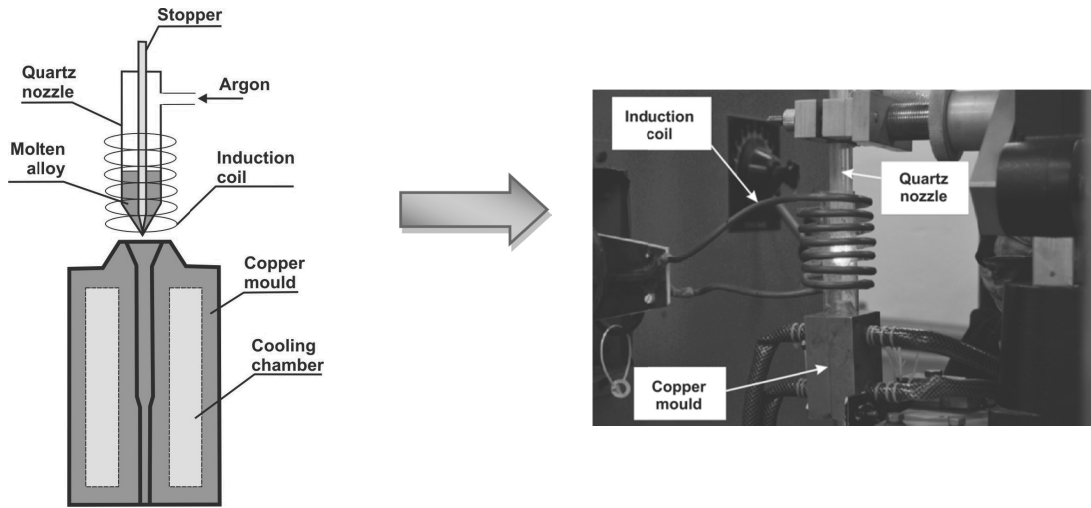 Stopper
Quartz
nozzle
Argon
Molten
alloy
Induction
coil
Copper
mould
Cooling
chamber
Induction
coil
Quartz
nozzle
Copper
mould